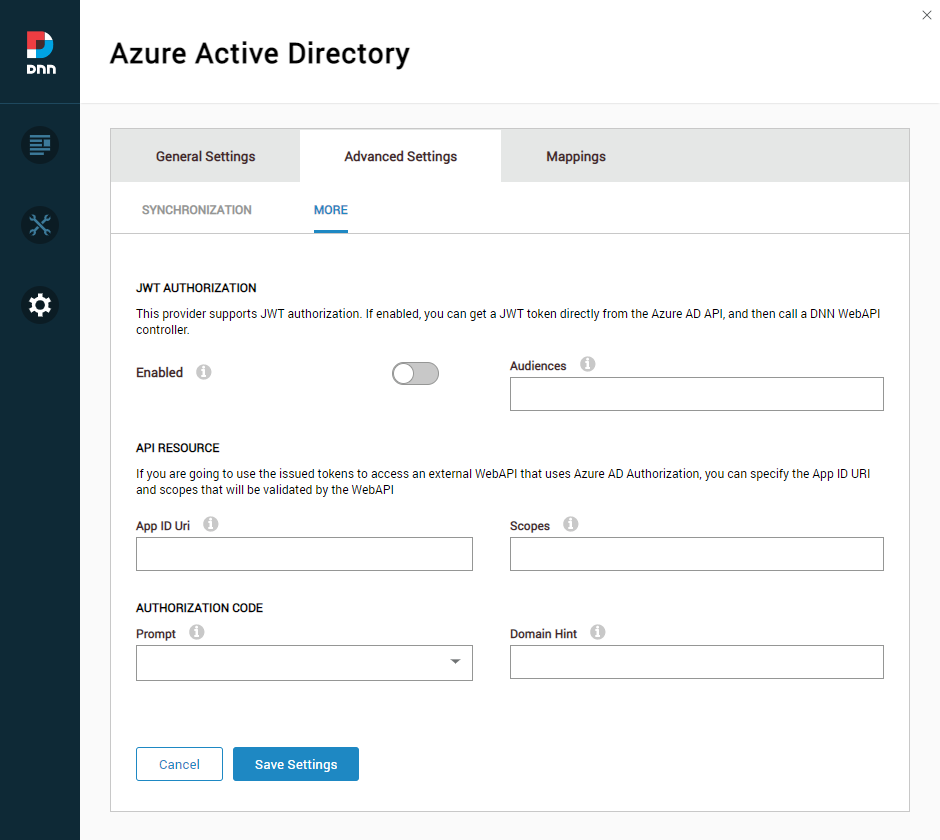 DNN
Azure Active Directory
General Settings
Advanced Settings
Mappings
SYNCHRONIZATION
MORE
JWT AUTHORIZATION
This provider supports JWT authorization. If enabled, you can get a JWT token directly from the Azure AD API, and then call a DNN WebAPI
controller.
Enabled
Audiences
API RESOURCE
If you are going to use the issued tokens to access an external WebAPI that uses Azure AD Authorization, you can specify the App ID URI
and scopes that will be validated by the WebAPI
App ID Uri
Scopes
AUTHORIZATION CODE
Prompt
Domain Hint
Cancel
Save Settings